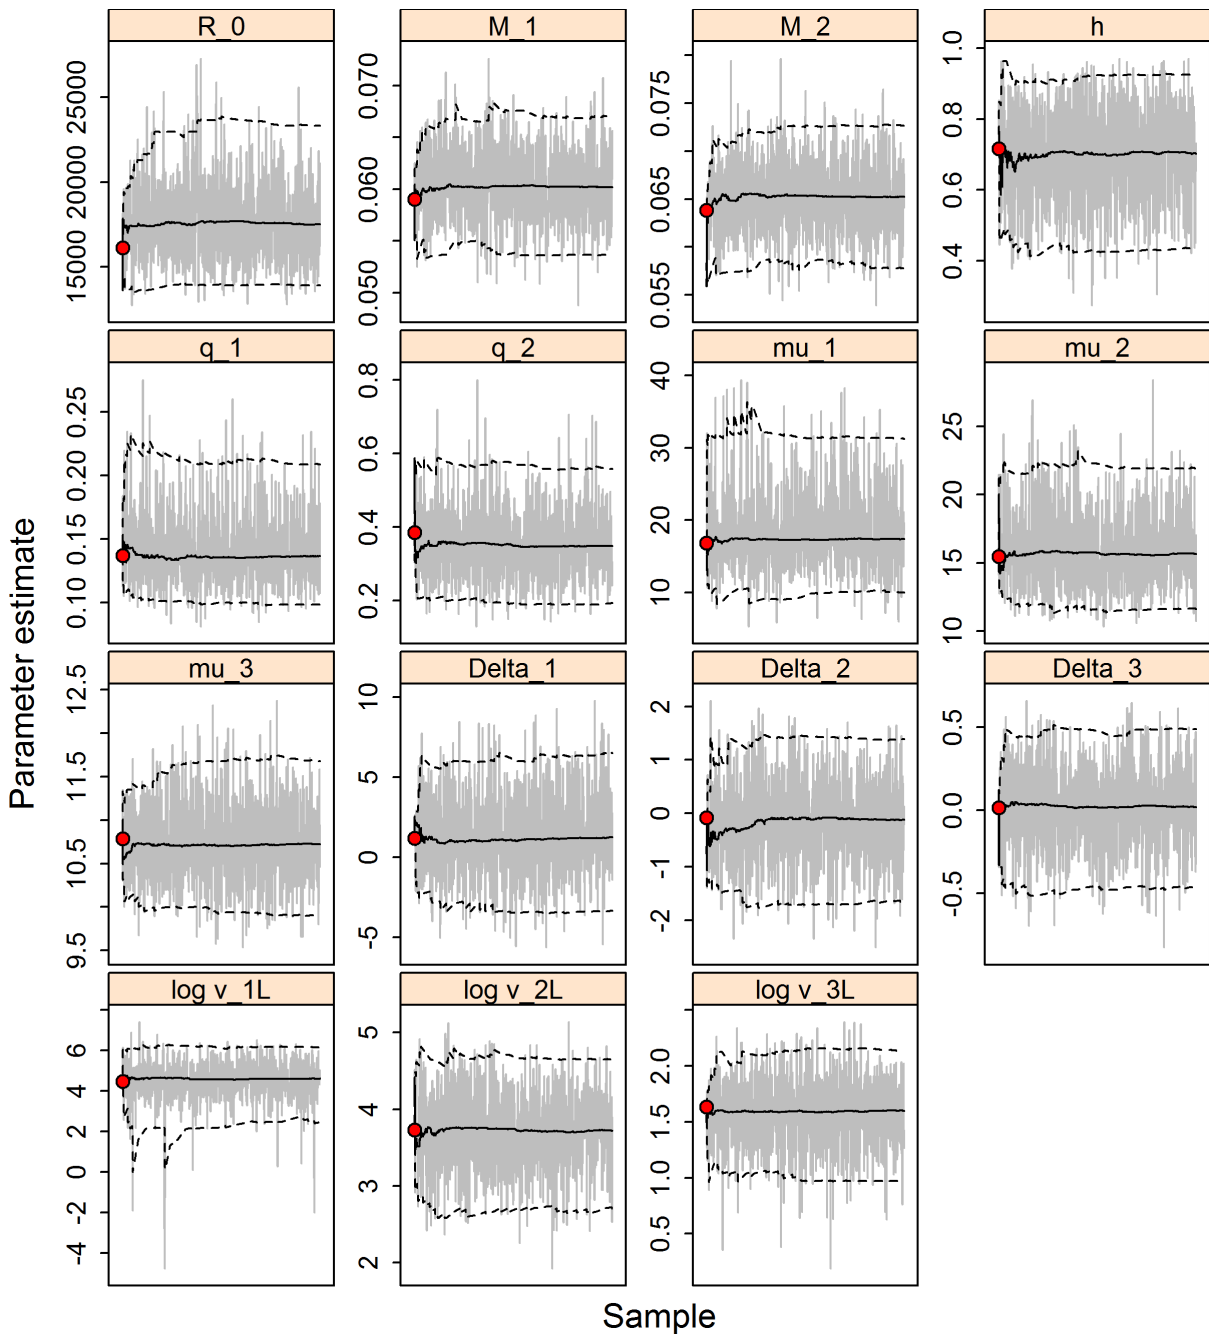 R_0 M_1 M_2 h
15000 20000 25000
0.050 0.060 0.070
0.055 0.065 0.075
0.4 0.6 0.8 1.0
q_1 q_2 mu_1 mu_2
0.10 0.15 0.20 0.25
0.2 0.4 0.6 0.8
10 20 30 40
10 15 20 25
mu_3 Delta_1 Delta_2 Delta_3
9.5 10.5 11.5 12.5
-5 0 5 10
-2 -1 0 1 2
-0.5 0.0 0.5
log v_1L log v_2L log v_3L
-4 -2 0 2 4 6
2 3 4 5
0.5 1.0 1.5 2.0
Parameter estimate
Sample